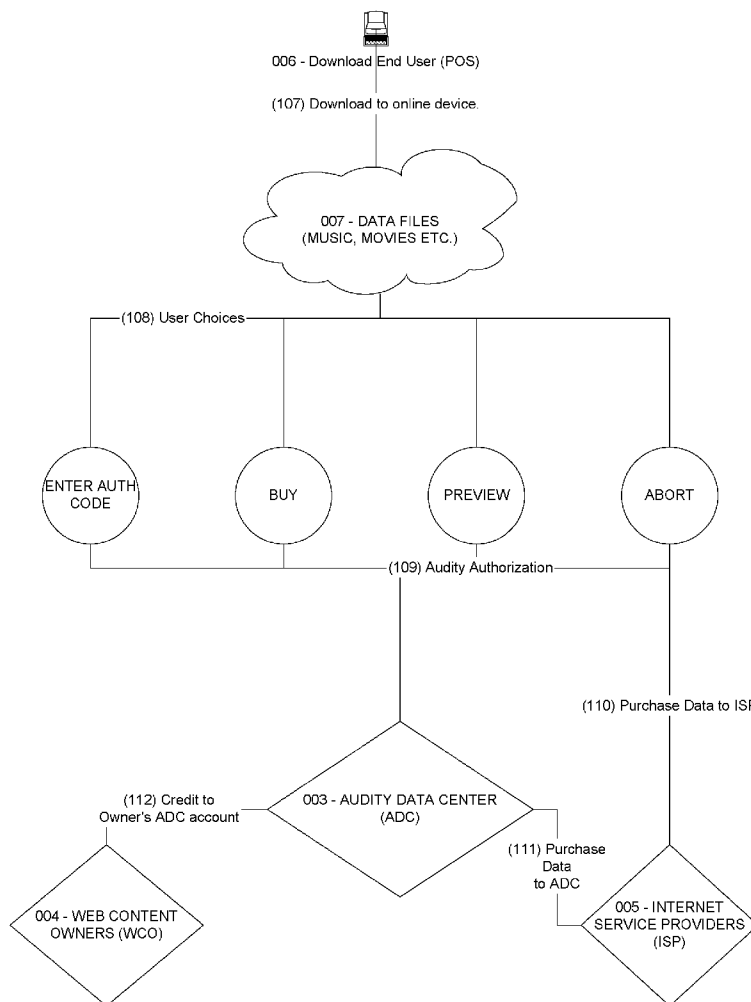 006 - Download End User (POS)
(107) Download to online device.
007 - DATA FILES
(MUSIC, MOVIES ETC.)
(108) User Choices
ENTER AUTH
CODE
BUY
PREVIEW
ABORT
(109) Audity Authorization
(110) Purchase Data to ISP
003 - AUDITY DATA CENTER
(ADC)
(112) Credit to
Owner's ADC account
(111) Purchase
Data
to ADC
004 - WEB CONTENT
OWNERS (WCO)
005 - INTERNET
SERVICE PROVIDERS
(ISP)